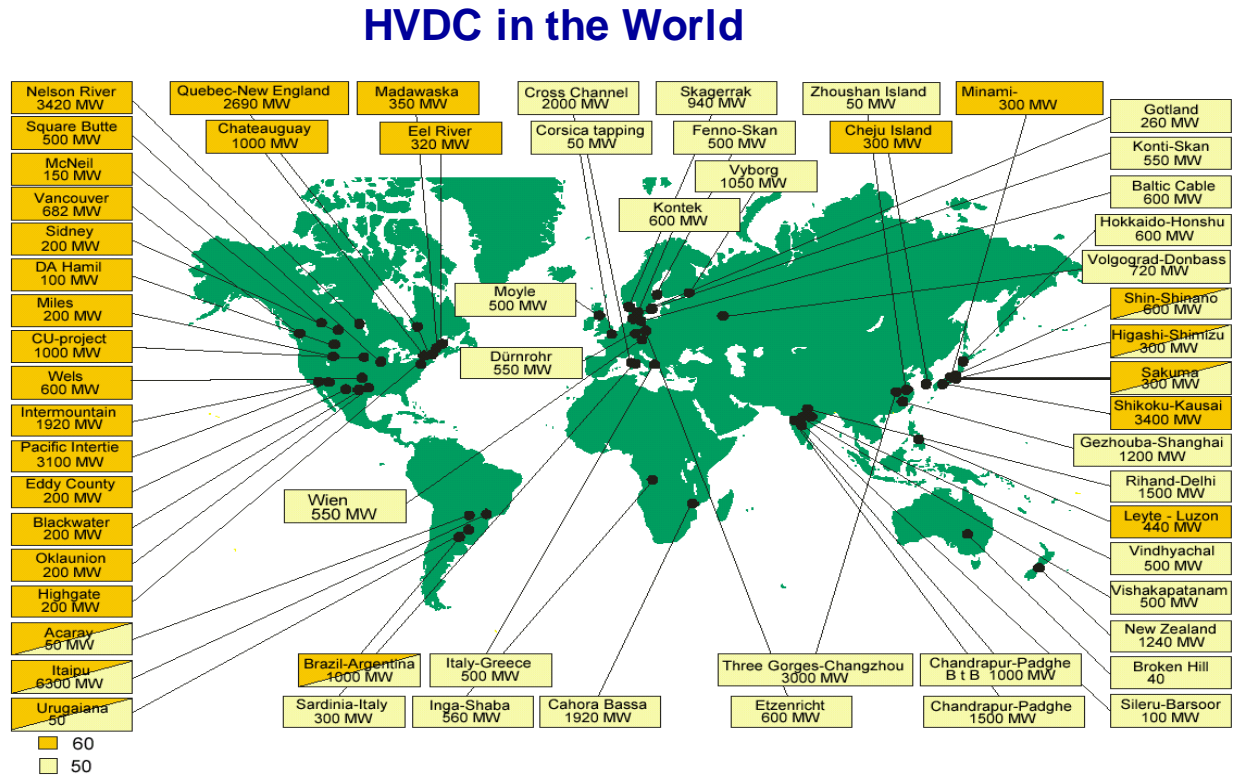 HVDC in the World
Nelson River
3420 MW
Square Butte
500 MW
McNeil
150 MW
Vancouver
682 MW
Sidney
200 MW
DA Hamil
100 MW
Miles
200 MW
CU-project
1000 MW
Wels
600 MW
Intermountain
1920 MW
Pacific Intertie
3100 MW
Eddy County
200 MW
Blackwater
200 MW
Oklaunion
200 MW
Highgate
200 MW
Acaray
50 MW
Itaipu
6300 MW
Urugaiana
50
60
50
Quebec-New England
2690 MW
Madawaska
350 MW
Chateauguay
1000 MW
Eel River
320 MW
Cross Channel
2000 MW
Skagerrak
940 MW
Zhoushan Island
50 MW
Minami-
300 MW
Corsica tapping
50 MW
Fenno-Skan
500 MW
Cheju Island
300 MW
Vyborg
1050 MW
Kontek
600 MW
Moyle
500 MW
Dürnrohr
550 MW
Wien
550 MW
Gotland
260 MW
Konti-Skan
550 MW
Baltic Cable
600 MW
Hokkaido-Honshu
600 MW
Volgograd-Donbass
720 MW
Shin-Shinano
600 MW
Higashi-Shimizu
300 MW
Sakuma
300 MW
Shikoku-Kausai
3400 MW
Gezhouba-Shanghai
1200 MW
Rihand-Delhi
1500 MW
Leyte - Luzon
440 MW
Vindhyachal
500 MW
Vishakapatanam
500 MW
New Zealand
1240 MW
Broken Hill
40
Sileru-Barsoor
100 MW
Brazil-Argentina
1000 MW
Italy-Greece
500 MW
Three Gorges-Changzhou
3000 MW
Chandrapur-Padghe
B t B 1000 MW
Sardinia-Italy
300 MW
Inga-Shaba
560 MW
Cahora Bassa
1920 MW
Etzenricht
600 MW
Chandrapur-Padghe
1500 MW